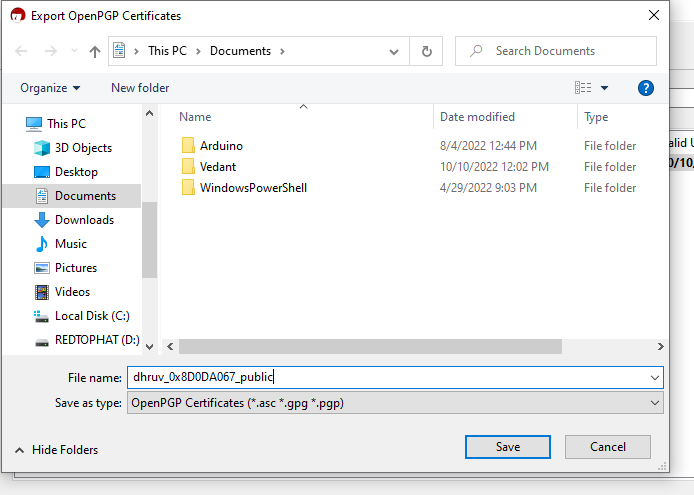 Export OpenPGP Certificates
This PC > Documents >
Search Documents
Organize
New folder
Name
Date modified
Type
This PC
3D Objects
Desktop
Documents
Downloads
Music
Pictures
Videos
Local Disk (C:)
REDTOPHAT (D:)
Arduino 8/4/2022 12:44 PM File folder
Vedant 10/10/2022 12:02 PM File folder
WindowsPowerShell 4/29/2022 9:03 PM File folder
File name: dhruv_0x8D0DA067_public
Save as type: OpenPGP Certificates (*.asc *.gpg *.pgp)
Hide Folders
Save
Cancel
alid U
0/10/